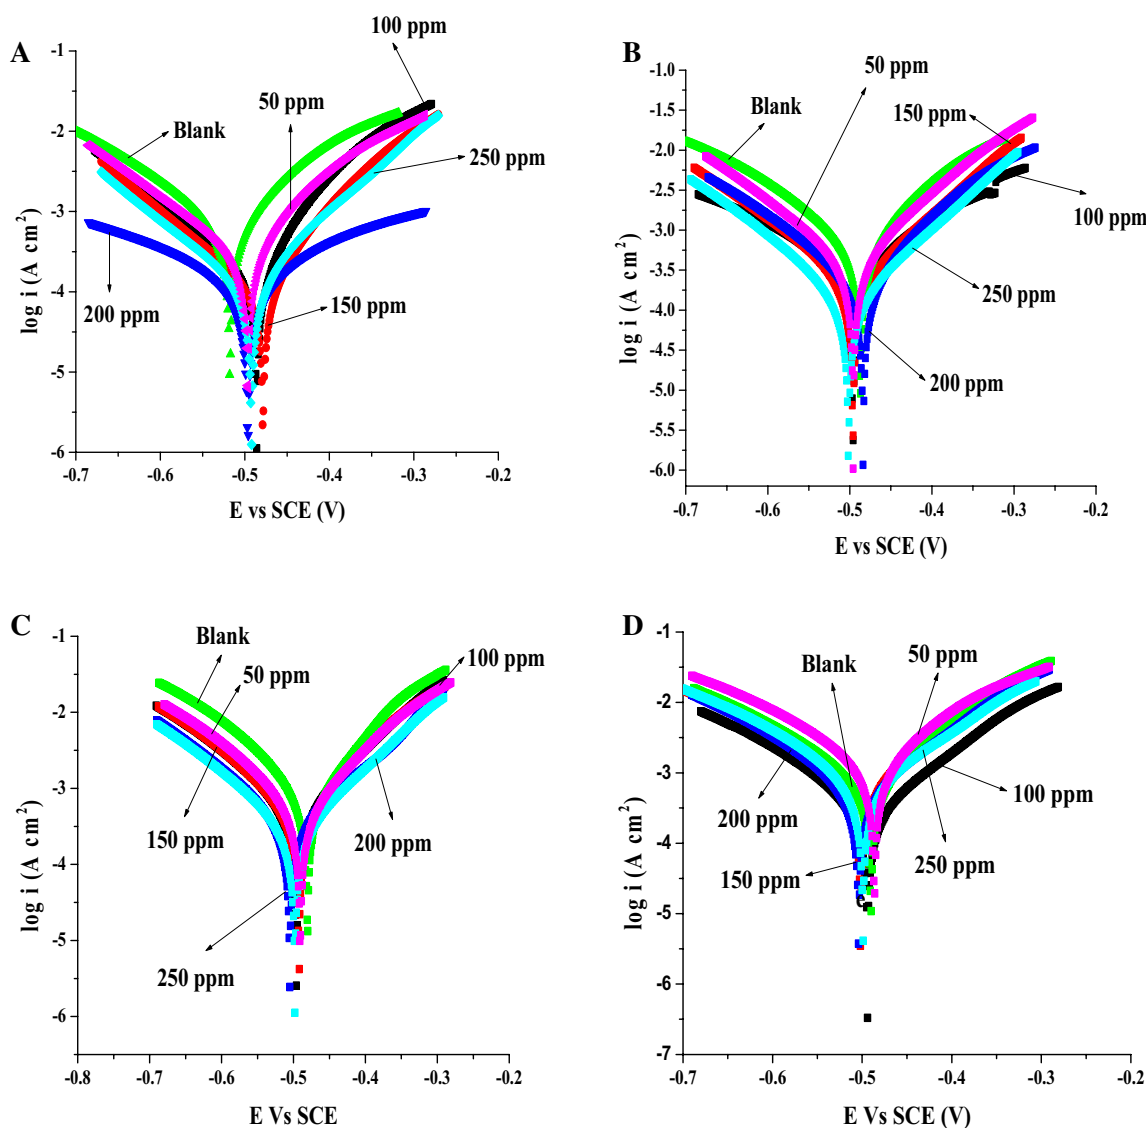 A
100 ppm
50 ppm
Blank
250 ppm
200 ppm
150 ppm
-1
-2
-3
-4
-5
-6
log i (A cm²)
-0.7 -0.6 -0.5 -0.4 -0.3 -0.2
E vs SCE (V)
B
50 ppm
Blank
150 ppm
100 ppm
250 ppm
200 ppm
-1.0
-1.5
-2.0
-2.5
-3.0
-3.5
-4.0
-4.5
-5.0
-5.5
-6.0
log i (A cm²)
-0.7 -0.6 -0.5 -0.4 -0.3 -0.2
E vs SCE (V)
C
Blank
50 ppm
100 ppm
150 ppm
200 ppm
250 ppm
-1
-2
-3
-4
-5
-6
log i (A cm²)
-0.8 -0.7 -0.6 -0.5 -0.4 -0.3 -0.2
E Vs SCE
D
50 ppm
Blank
100 ppm
200 ppm
250 ppm
150 ppm
-1
-2
-3
-4
-5
-6
-7
log i (A cm²)
-0.7 -0.6 -0.5 -0.4 -0.3 -0.2
E Vs SCE (V)